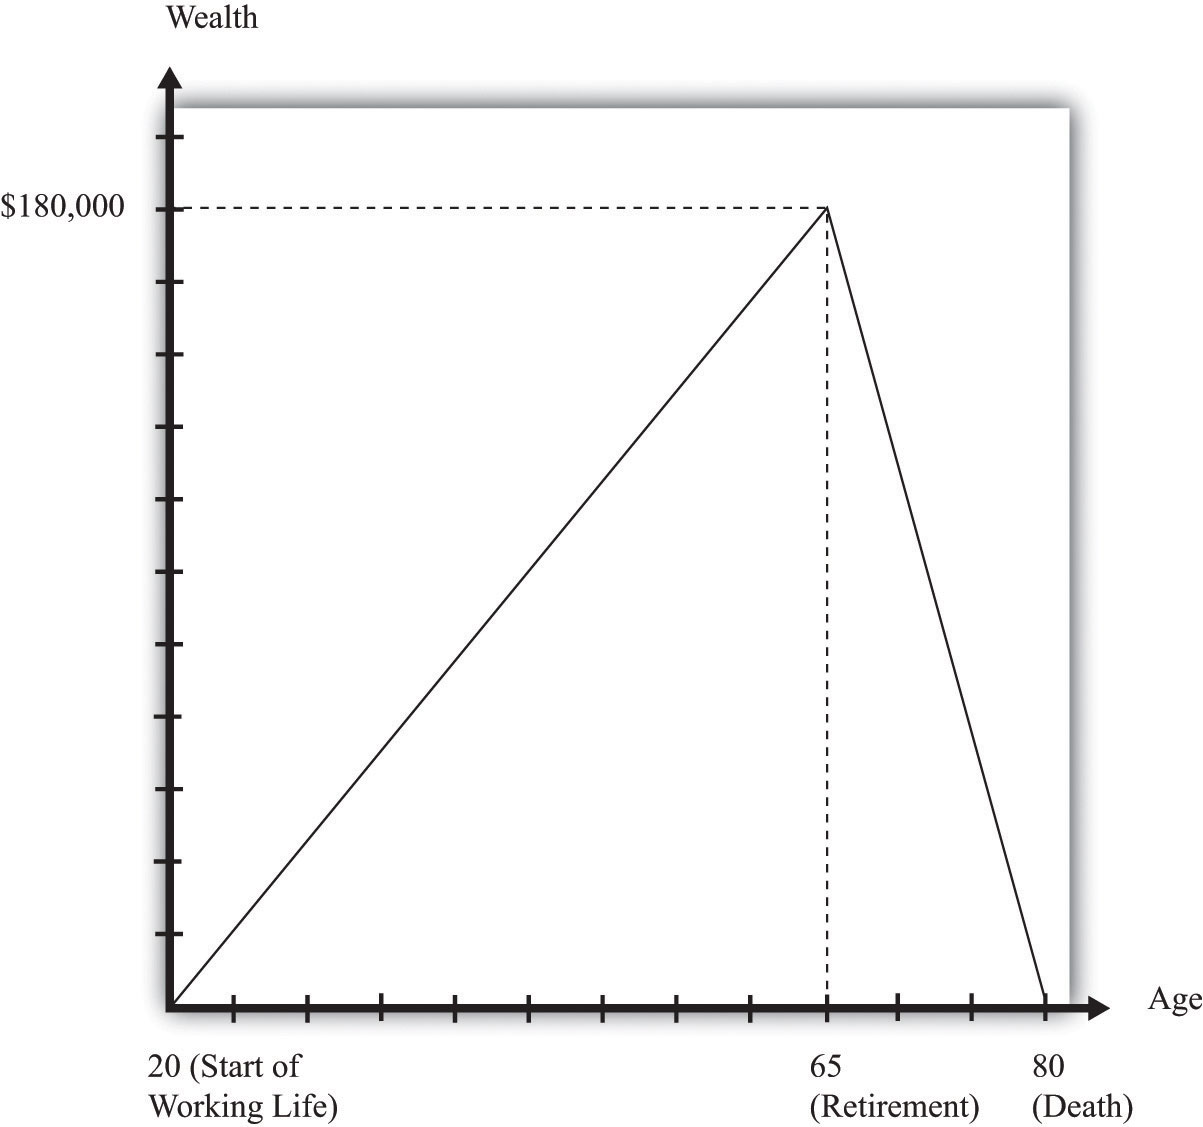 Wealth
$180,000
Age
20 (Start of
Working Life)
65
(Retirement)
80
(Death)